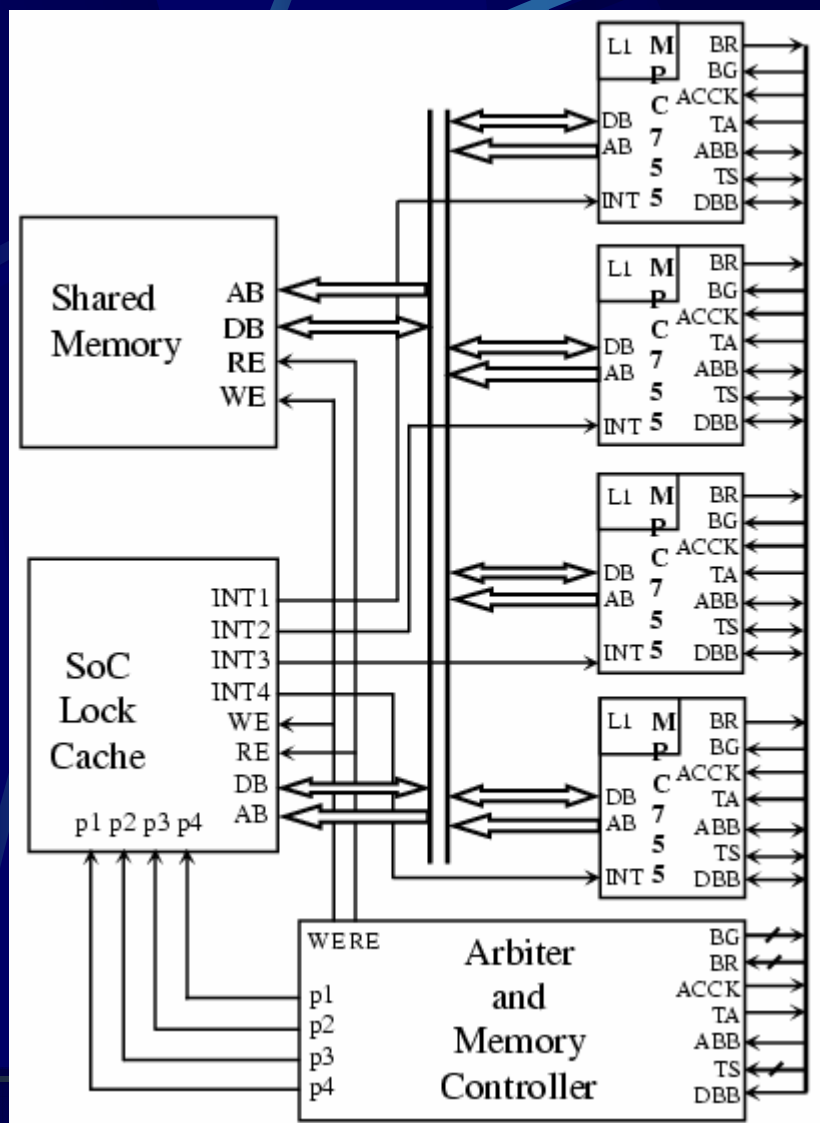 L1 M P C 7 5 5
BR
BG
ACCK
DB
TA
AB
ABB
TS
INT
DBB
Shared
Memory
AB
DB
RE
WE
L1 M P C 7 5 5
BR
BG
ACCK
DB
TA
AB
ABB
TS
INT
DBB
L1 M P C 7 5 5
BR
BG
ACCK
DB
TA
AB
ABB
TS
INT
DBB
SoC
Lock
Cache
INT1
INT2
INT3
INT4
WE
RE
DB
AB
p1 p2 p3 p4
L1 M P C 7 5 5
BR
BG
ACCK
DB
TA
AB
ABB
TS
INT
DBB
WE RE
Arbiter
and
Memory
Controller
p1
p2
p3
p4
BG
BR
ACCK
TA
ABB
TS
DBB